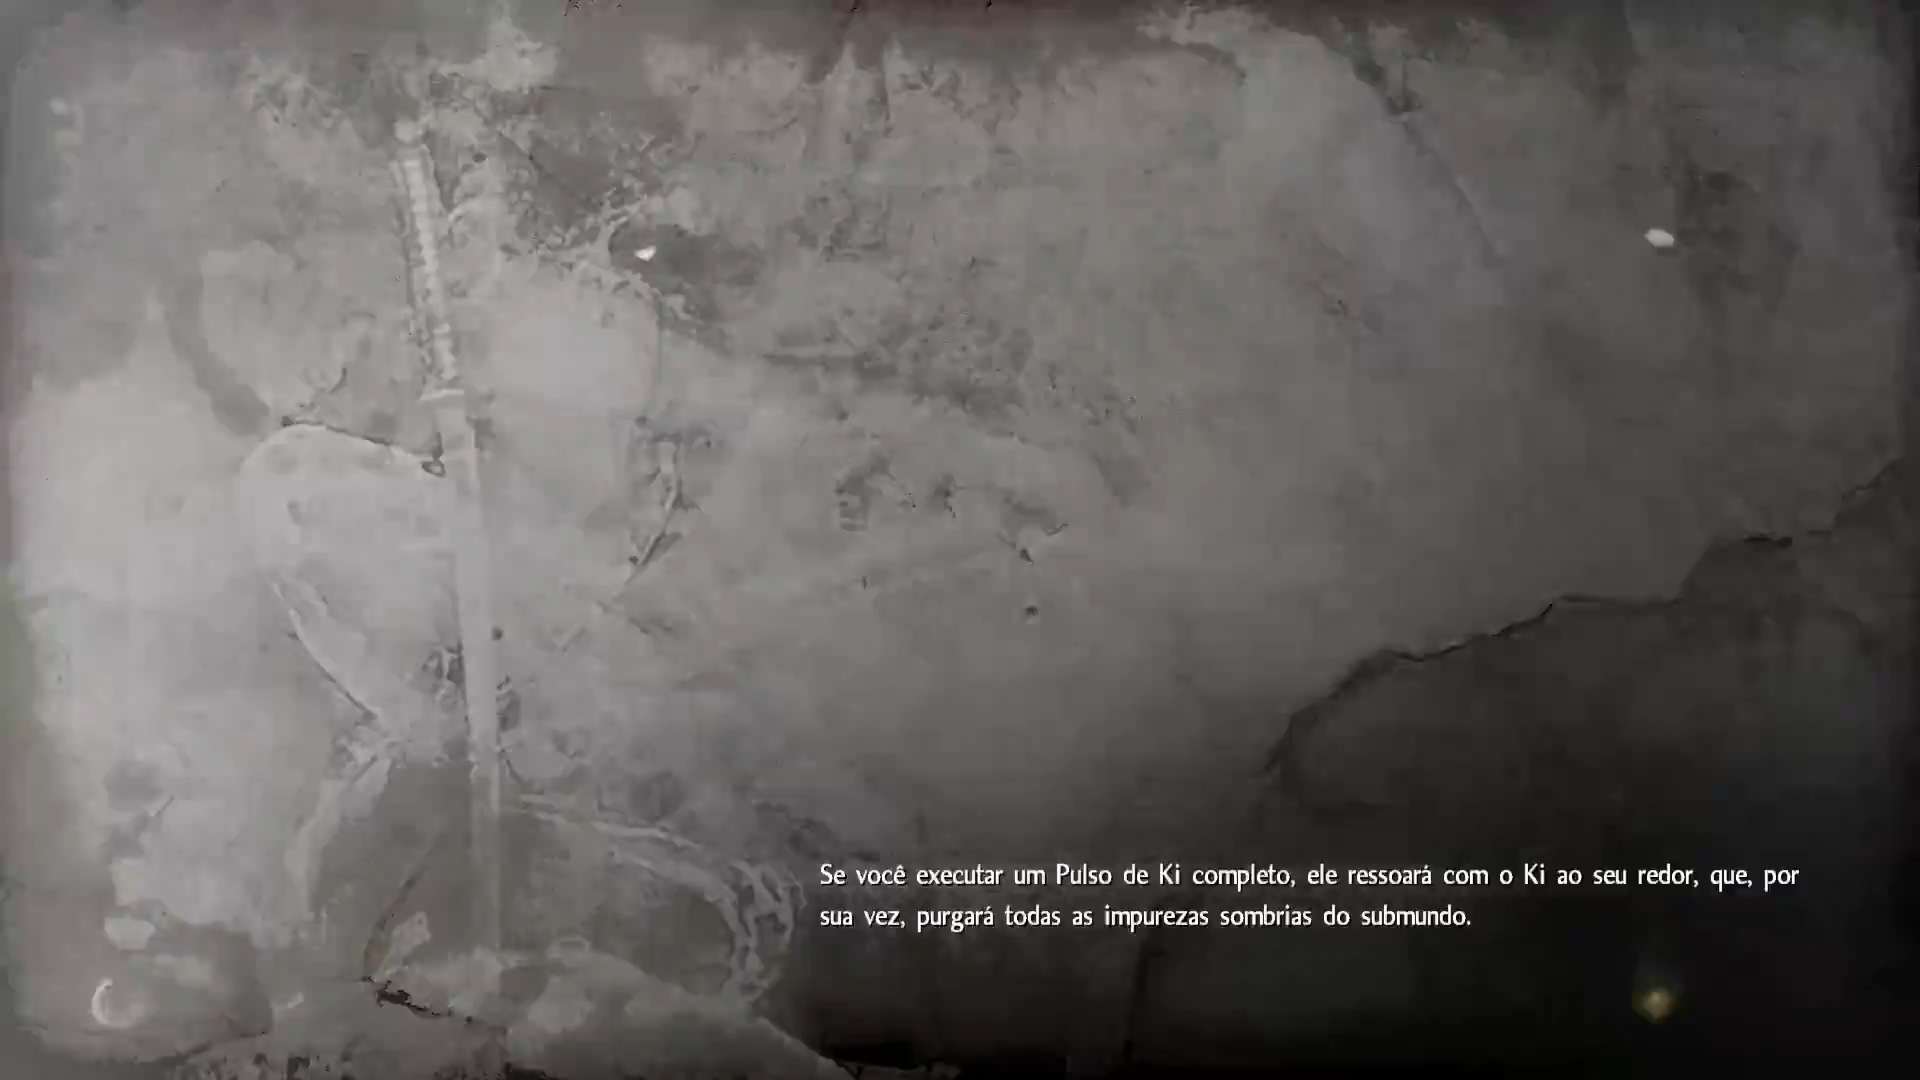 Se você executar um Pulso de Ki completo, ele ressoará com o Ki ao seu redor, que, por
sua vez, purgará todas as impurezas sombrias do submundo.